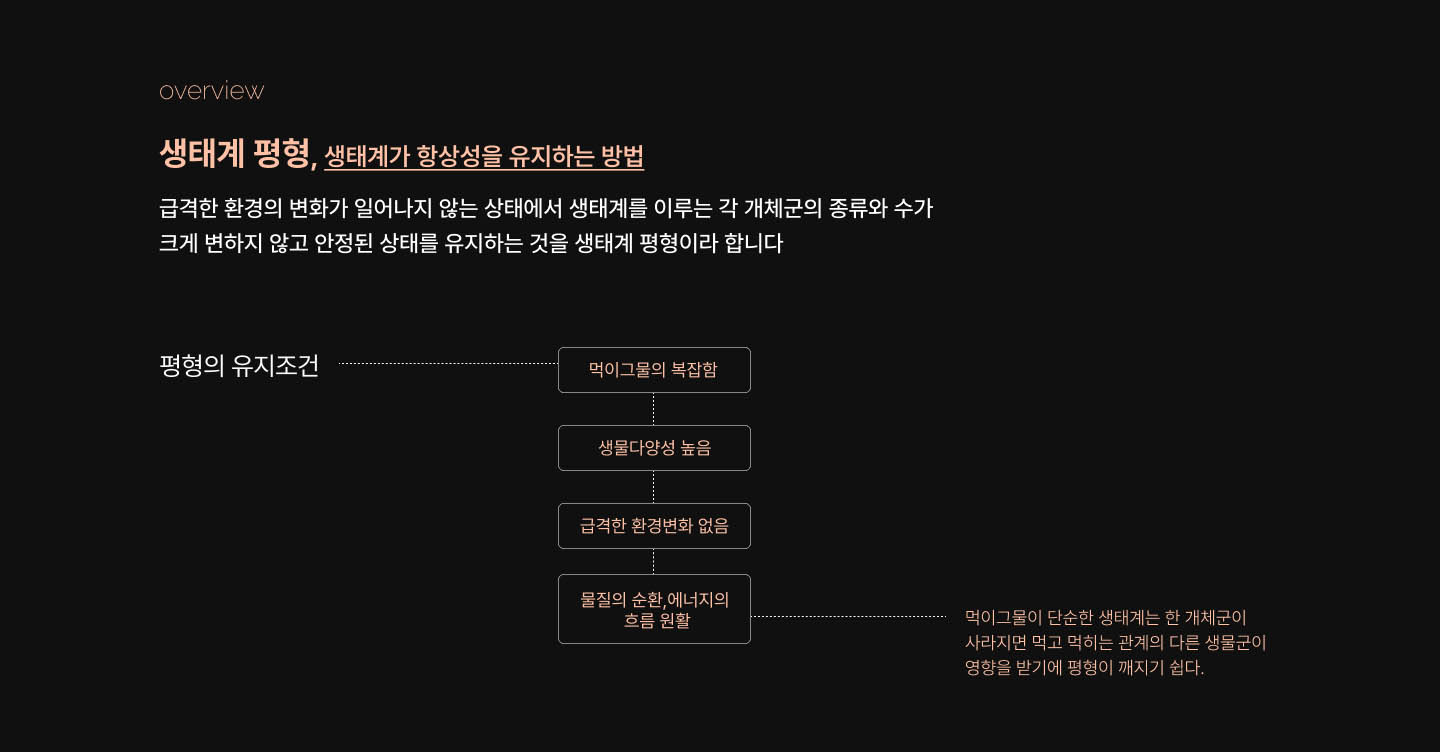 overview
생태계 평형, 생태계가 항상성을 유지하는 방법
급격한 환경의 변화가 일어나지 않는 상태에서 생태계를 이루는 각 개체군의 종류와 수가
크게 변하지 않고 안정된 상태를 유지하는 것을 생태계 평형이라 합니다
평형의 유지조건
먹이그물의 복잡함
생물다양성 높음
급격한 환경변화 없음
물질의 순환,에너지의
흐름 원활
먹이그물이 단순한 생태계는 한 개체군이
사라지면 먹고 먹히는 관계의 다른 생물군이
영향을 받기에 평형이 깨지기 쉽다.